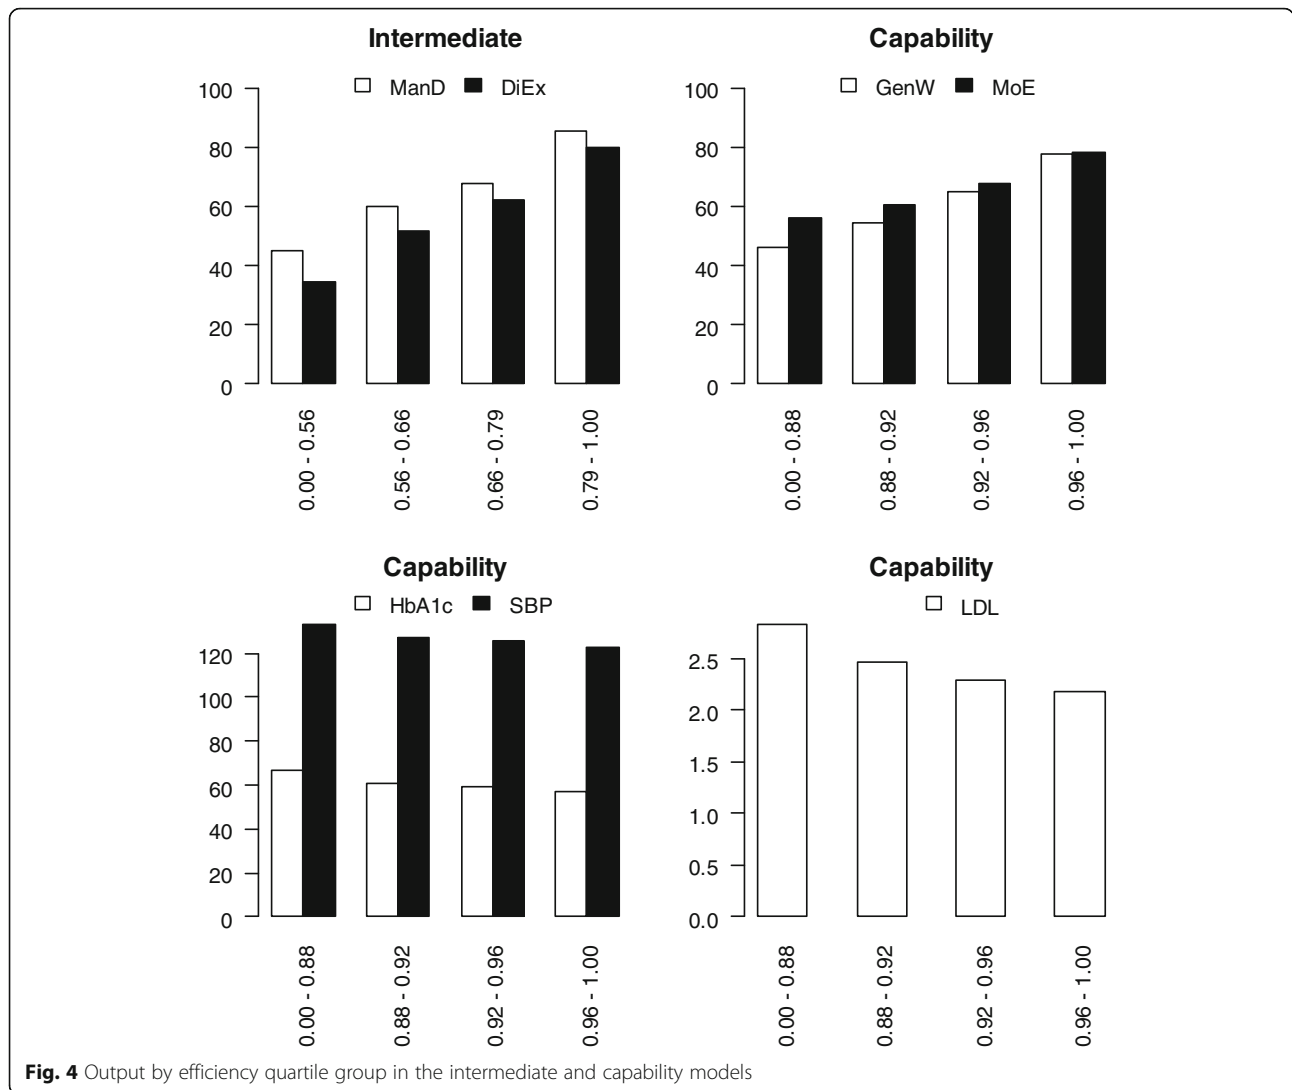 Intermediate
ManD DiEx
100
80
60
40
20
0
0.00 - 0.56
0.56 - 0.66
0.66 - 0.79
0.79 - 1.00
Capability
GenW MoE
100
80
60
40
20
0
0.00 - 0.88
0.88 - 0.92
0.92 - 0.96
0.96 - 1.00
Capability
HbA1c SBP
120
100
80
60
40
20
0
0.00 - 0.88
0.88 - 0.92
0.92 - 0.96
0.96 - 1.00
Capability
LDL
2.5
2.0
1.5
1.0
0.5
0.0
0.00 - 0.88
0.88 - 0.92
0.92 - 0.96
0.96 - 1.00
Fig. 4 Output by efficiency quartile group in the intermediate and capability models